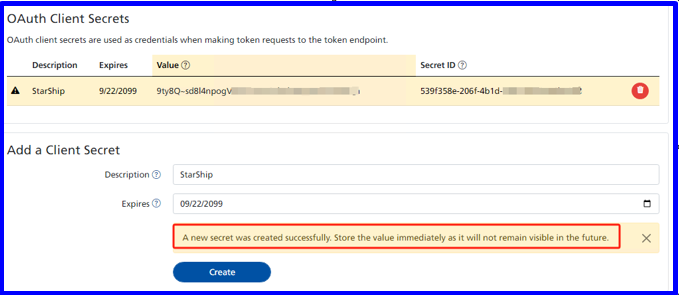 OAuth Client Secrets
OAuth client secrets are used as credentials when making token requests to the token endpoint.
Description Expires Value Secret ID
StarShip 9/22/2099 9ty8Q~sd8l4npogV 539f358e-206f-4b1d-
Add a Client Secret
Description StarShip
Expires 09/22/2099
A new secret was created successfully. Store the value immediately as it will not remain visible in the future.
Create